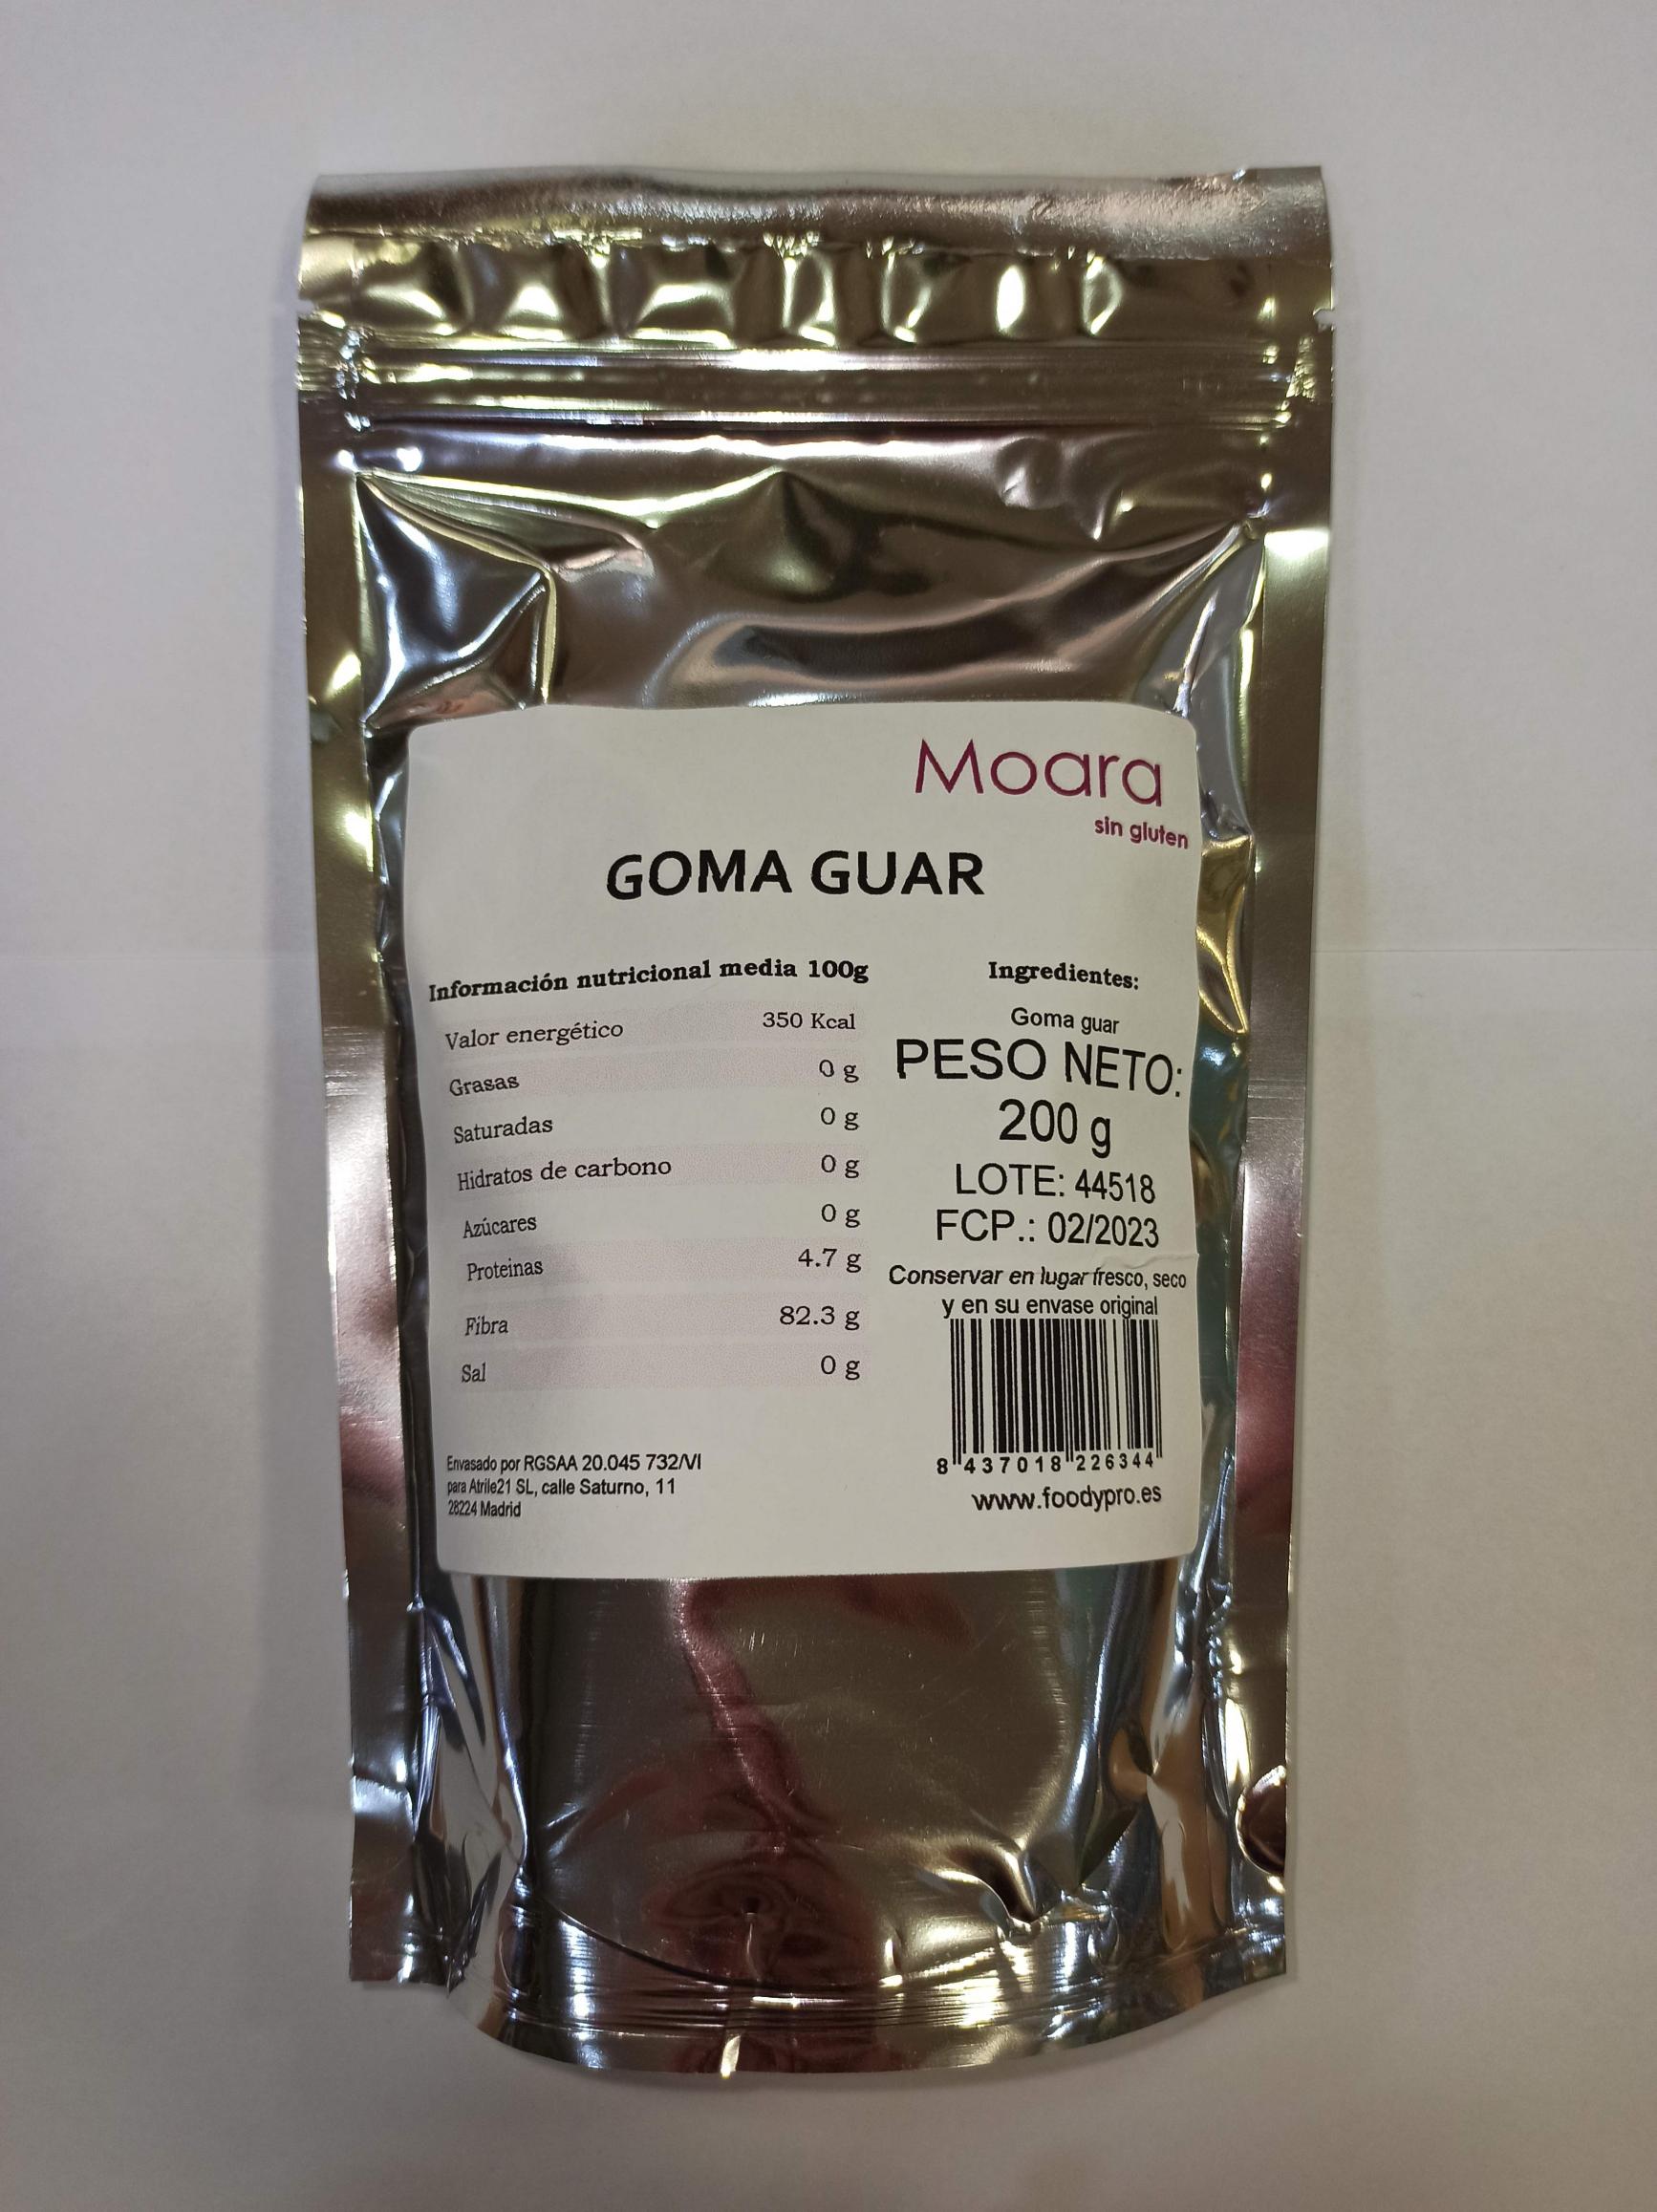 Moara
sin gluten
GOMA GUAR
Información nutricional media 100g
Valor energético 350 Kcal
Grasas 0 g
Saturadas 0 g
Hidratos de carbono 0 g
Azúcares 0 g
Proteinas 4.7 g
Fibra 82.3 g
Sal 0 g
Ingredientes:
Goma guar
PESO NETO:
200 g
LOTE: 44518
FCP.: 02/2023
Conservar en lugar fresco, seco
y en su envase original
8 437018 226344
www.foodypro.es
Envasado por RGSAA 20.045 732/VI
para Atrile21 SL, calle Saturno, 11
28224 Madrid